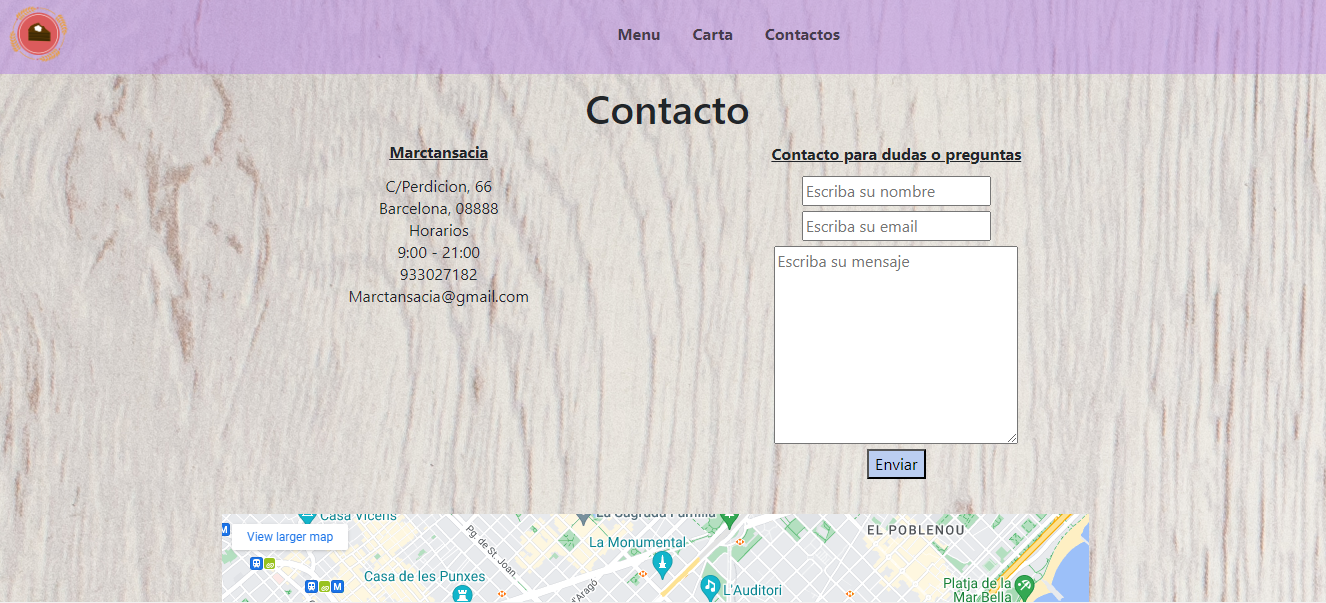 Menu
Carta
Contactos
Contacto
Marctansacia
C/Perdicion, 66
Barcelona, 08888
Horarios
9:00 - 21:00
933027182
Marctansacia@gmail.com
Contacto para dudas o preguntas
Escriba su nombre
Escriba su email
Escriba su mensaje
Enviar
Casa Vicens
La Sagrada Familia
EL POBLENOU
View larger map
Pg. de St. Joan
La Monumental
M
Casa de les Punxes
d'Aragó
L'Auditori
Platja de la
Mar Bella